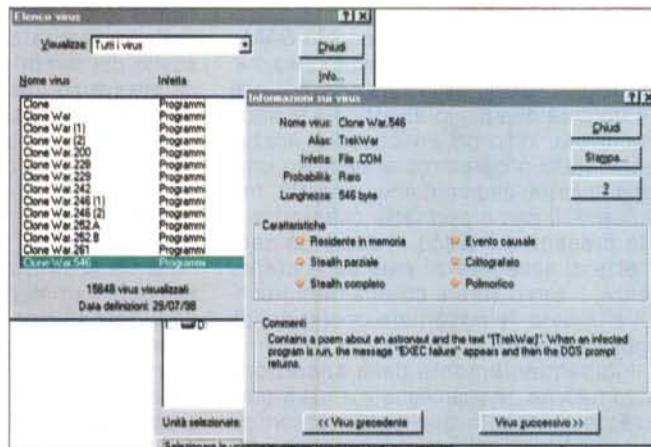 Elenco virus
Visualizza: Tutti i virus
Chiudi
Info...
Nome virus Infetta
Clone Programmi
Clone War Programmi
Clone War (1) Programmi
Clone War (2) Programmi
Clone War.200 Programmi
Clone War.228 Programmi
Clone War.229 Programmi
Clone War.242 Programmi
Clone War.246 (1) Programmi
Clone War.246 (2) Programmi
Clone War.252.A Programmi
Clone War.252.B Programmi
Clone War.261 Programmi
Clone War.546 Programmi
15848 virus visualizzati
Data definizioni: 29/07/98
D:
Unità selezionate:
Informazioni sui virus
Nome virus: Clone War.546
Alias: TrekWar
Infetta: File .COM
Probabilità: Raro
Lunghezza: 546 byte
Chiudi
Stampa...
?
Caratteristiche
Residente in memoria
Evento causale
Stealth parziale
Crittografato
Stealth completo
Polimorfico
Commenti
Contains a poem about an astronaut and the text "[TrekWar]". When an infected
program is run, the message "EXEC failure" appears and then the DOS prompt
returns.
<< Virus precedente
Virus successivo >>